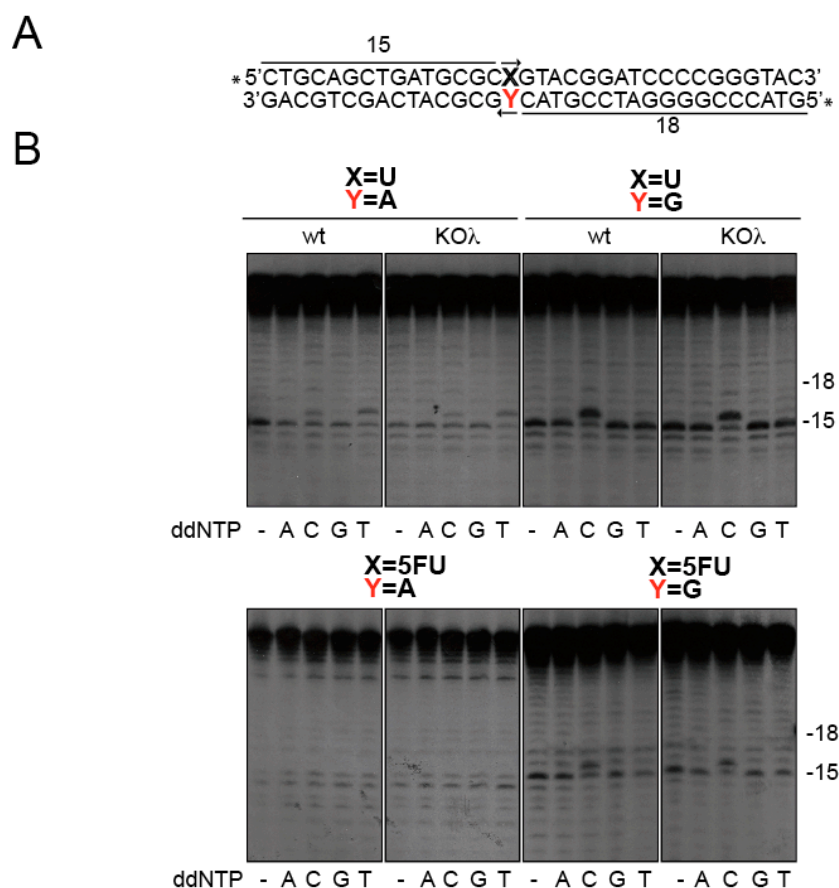 A
15
*5'CTGCAGCTGATGCGCXGTACGGATCCCCGGGTAC3'
3'GACGTCGACTACGCGYCATGCCTAGGGGCCCATG5'*
18
B
X=U
Y=A
X=U
Y=G
wt KOλ wt KOλ
-18
-15
ddNTP - A C G T - A C G T - A C G T - A C G T
X=5FU
Y=A
X=5FU
Y=G
-18
-15
ddNTP - A C G T - A C G T - A C G T - A C G T